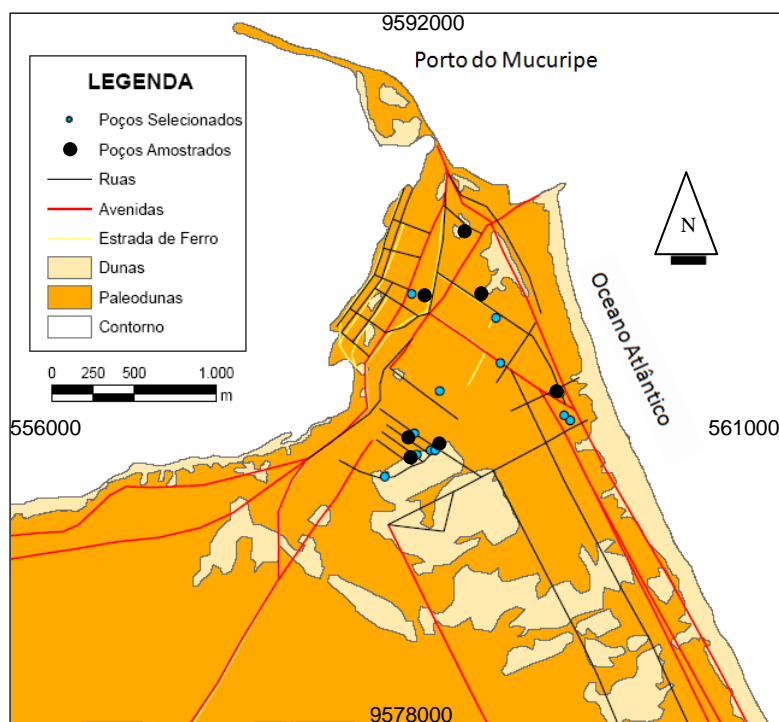 9592000
Porto do Mucuripe
LEGENDA
Poços Selecionados
Poços Amostrados
Ruas
Avenidas
Estrada de Ferro
Dunas
Paleodunas
Contorno
0 250 500 1.000
m
N
Oceano Atlântico
556000
561000
9578000